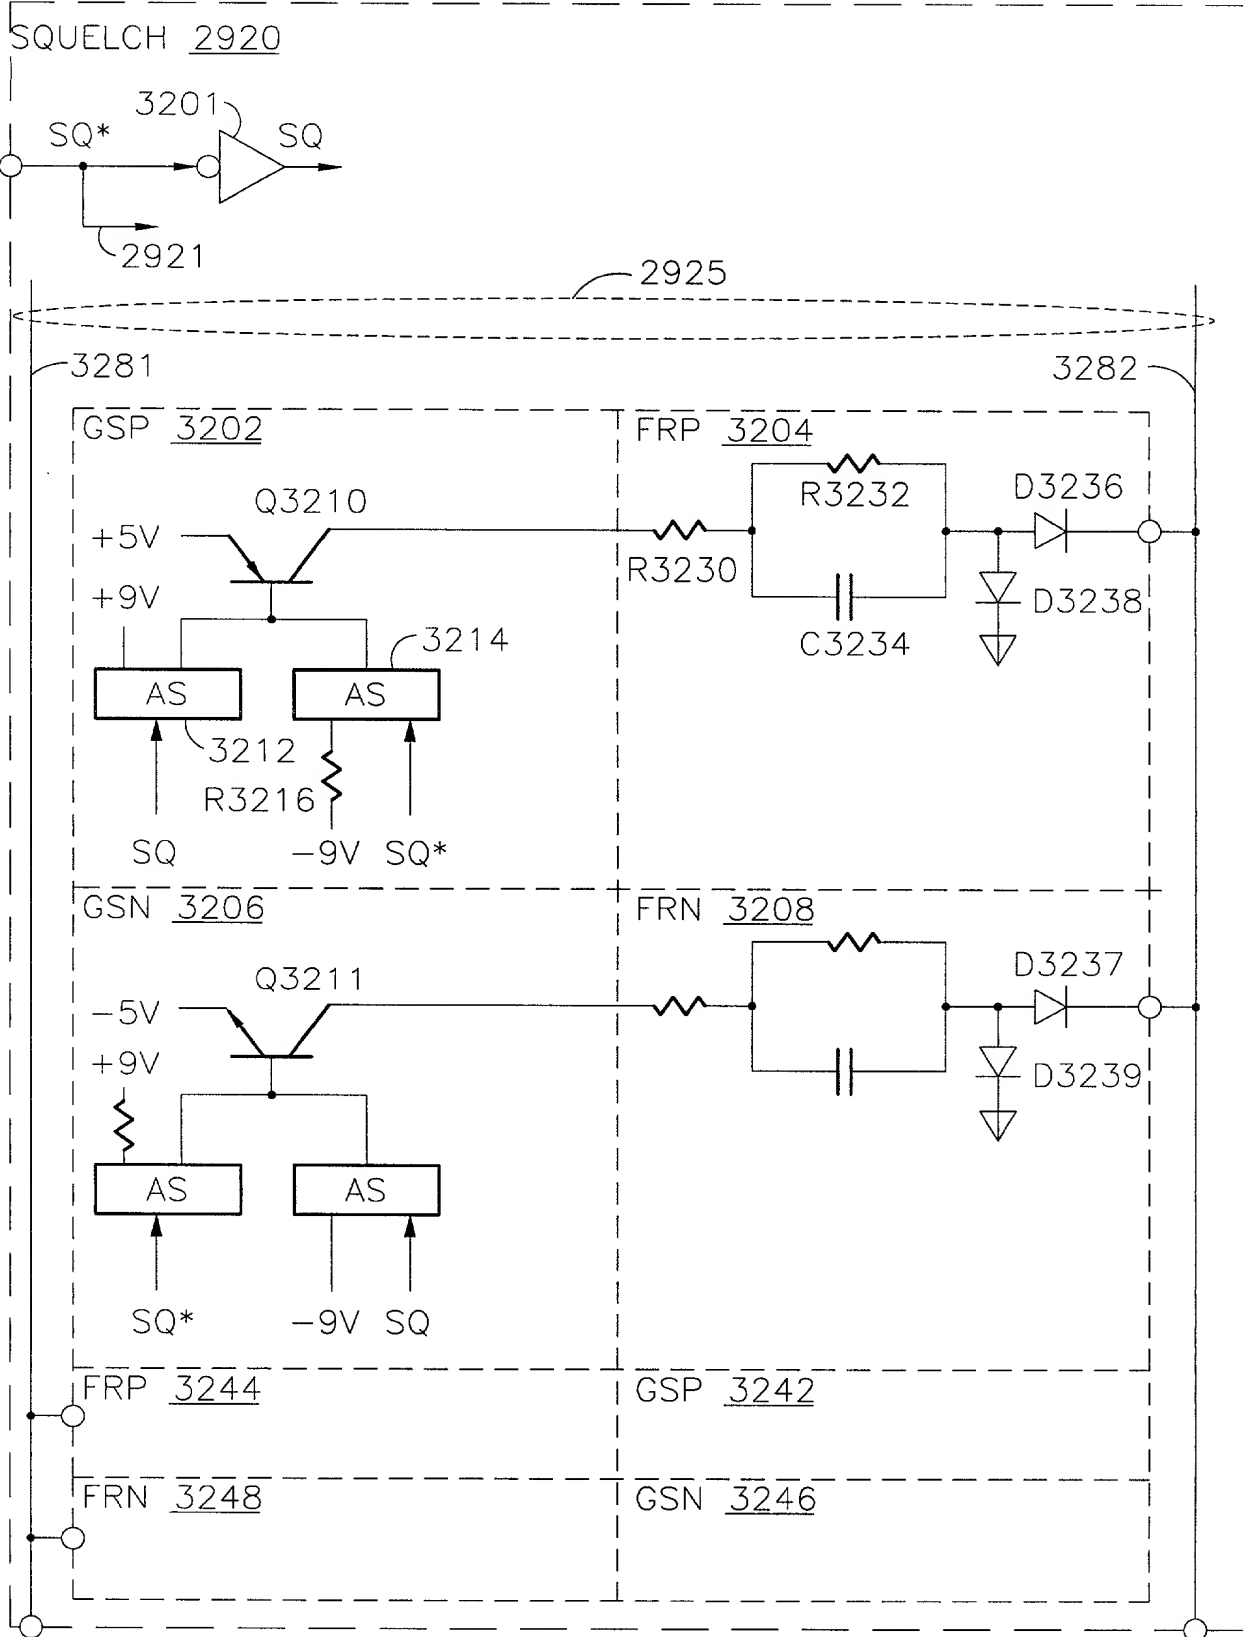 SQUELCH 2920
3201
SQ*
SQ
2921
2925
3281
3282
GSP 3202
FRP 3204
Q3210
R3232
D3236
+5V
R3230
+9V
D3238
3214
C3234
AS
AS
3212
R3216
SQ
-9V
SQ*
GSN 3206
FRN 3208
Q3211
D3237
-5V
+9V
D3239
AS
AS
SQ*
-9V
SQ
FRP 3244
GSP 3242
FRN 3248
GSN 3246